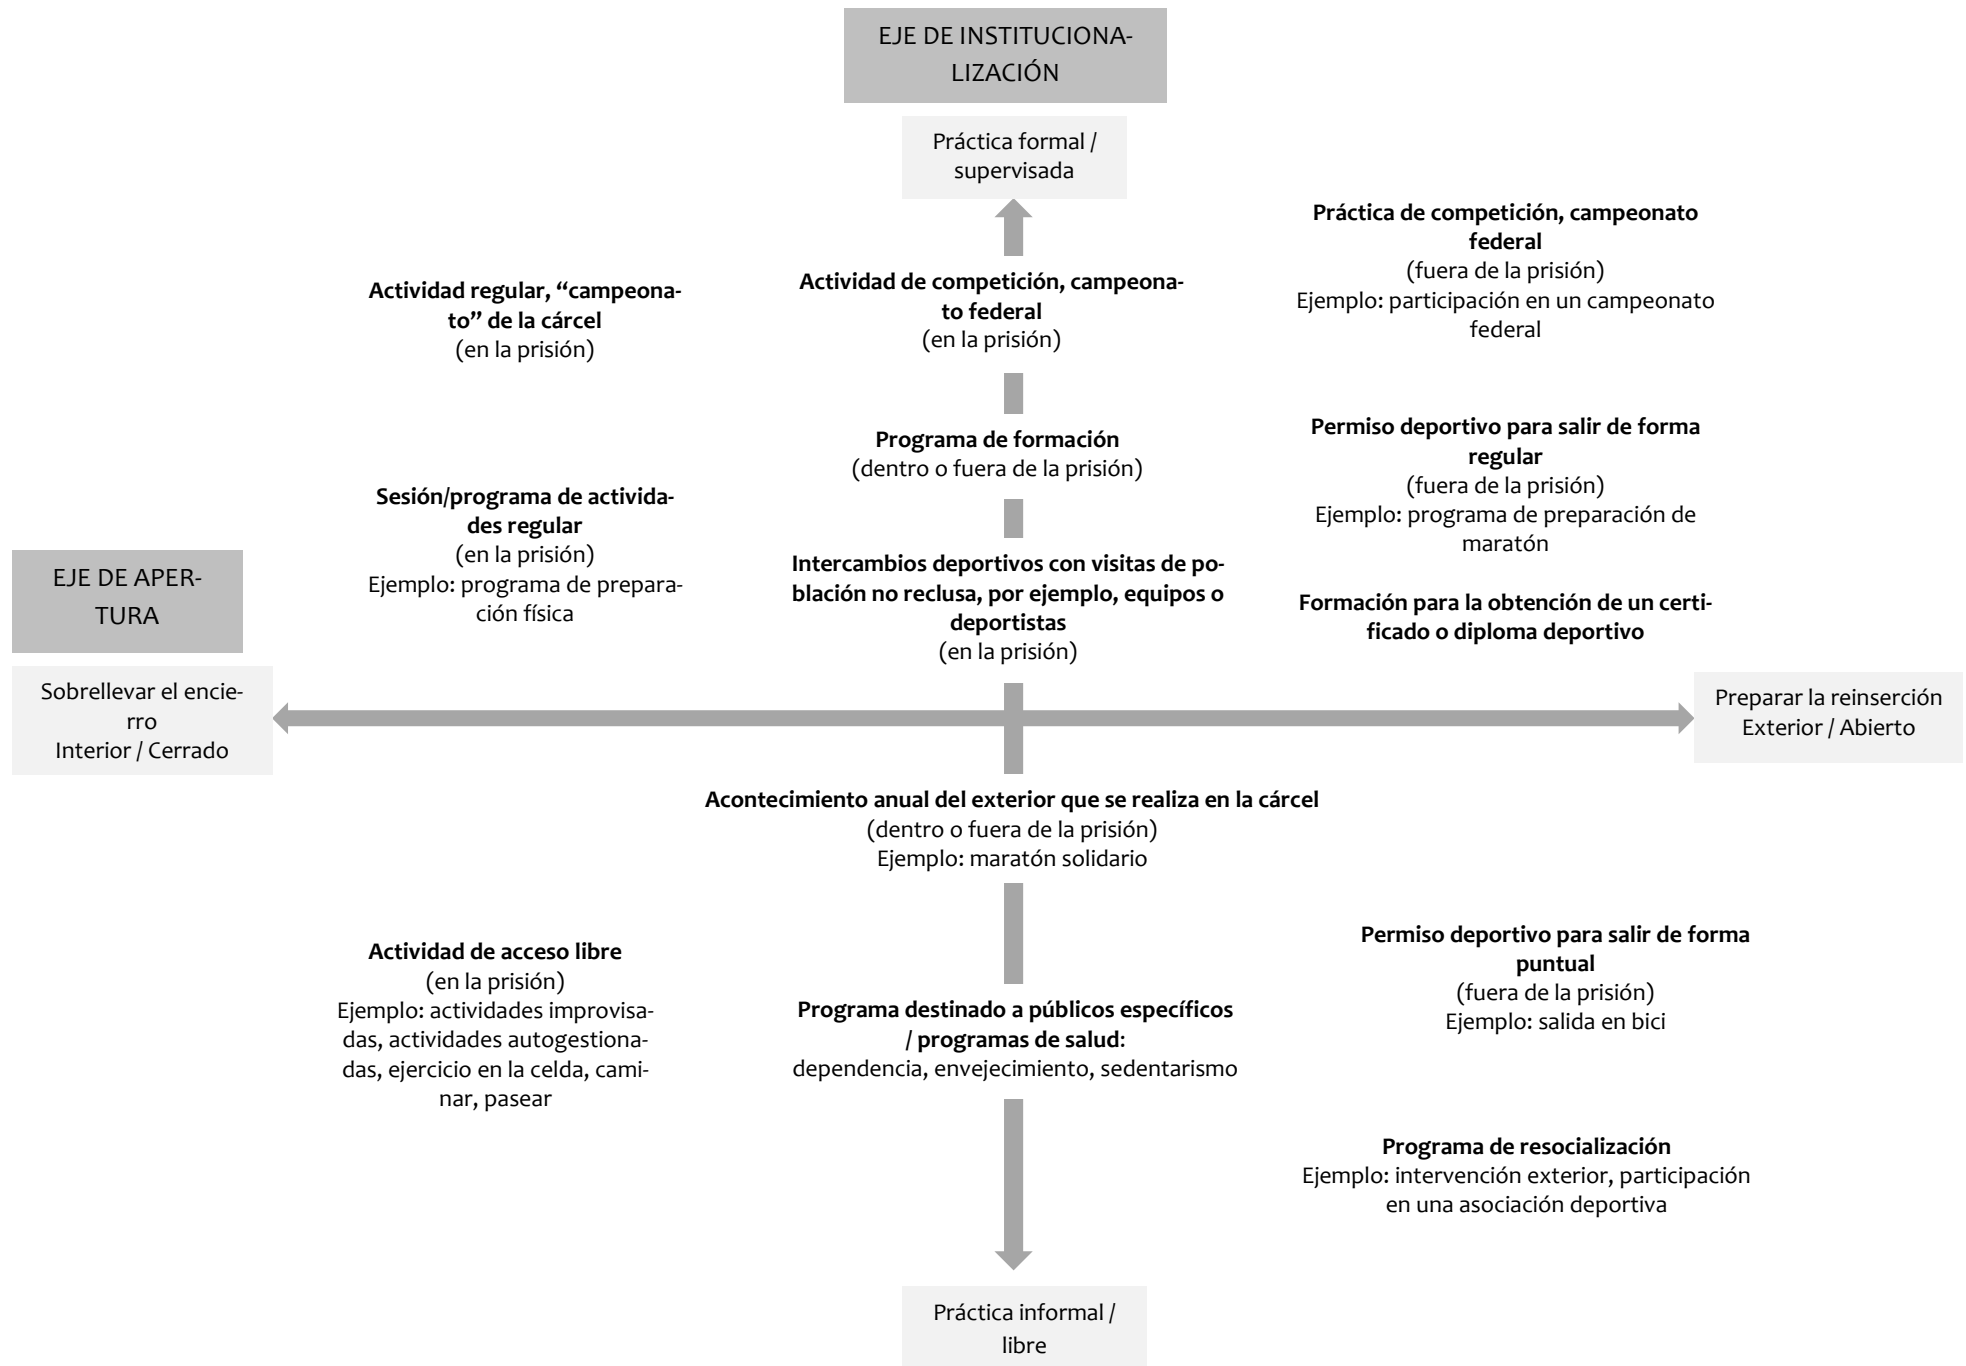 EJE DE INSTITUCIONA-
LIZACIÓN
Práctica formal /
supervisada
Práctica de competición, campeonato
federal
(fuera de la prisión)
Ejemplo: participación en un campeonato
federal
Actividad regular, “campeona-
to” de la cárcel
(en la prisión)
Actividad de competición, campeona-
to federal
(en la prisión)
Programa de formación
(dentro o fuera de la prisión)
Permiso deportivo para salir de forma
regular
(fuera de la prisión)
Ejemplo: programa de preparación de
maratón
Sesión/programa de activida-
des regular
(en la prisión)
Ejemplo: programa de prepara-
ción física
Intercambios deportivos con visitas de po-
blación no reclusa, por ejemplo, equipos o
deportistas
(en la prisión)
Formación para la obtención de un certi-
ficado o diploma deportivo
EJE DE APER-
TURA
Sobrellevar el encie-
rro
Interior / Cerrado
Preparar la reinserción
Exterior / Abierto
Acontecimiento anual del exterior que se realiza en la cárcel
(dentro o fuera de la prisión)
Ejemplo: maratón solidario
Actividad de acceso libre
(en la prisión)
Ejemplo: actividades improvisa-
das, actividades autogestiona-
das, ejercicio en la celda, cami-
nar, pasear
Programa destinado a públicos específicos
/ programas de salud:
dependencia, envejecimiento, sedentarismo
Permiso deportivo para salir de forma
puntual
(fuera de la prisión)
Ejemplo: salida en bici
Programa de resocialización
Ejemplo: intervención exterior, participación
en una asociación deportiva
Práctica informal /
libre